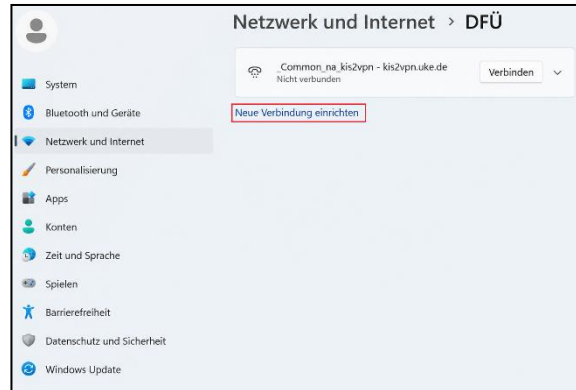 Netzwerk und Internet > DFÜ
_Common_na_kis2vpn - kis2vpn.uke.de
Nicht verbunden
Verbinden
Neue Verbindung einrichten
System
Bluetooth und Geräte
Netzwerk und Internet
Personalisierung
Apps
Konten
Zeit und Sprache
Spielen
Barrierefreiheit
Datenschutz und Sicherheit
Windows Update